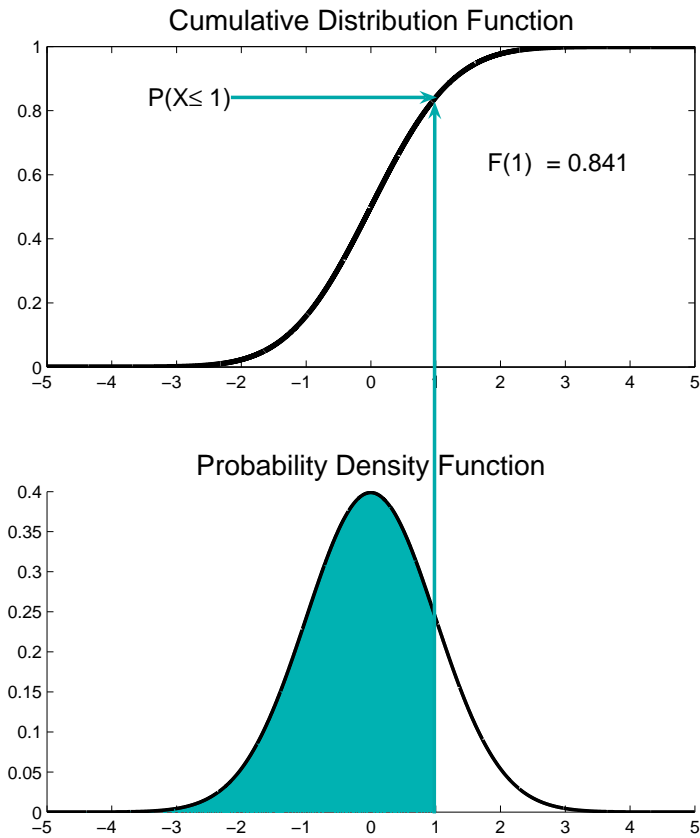 Cumulative Distribution Function
1
P(X≤ 1)
0.8
F(1) = 0.841
0.6
0.4
0.2
0
−5 −4 −3 −2 −1 0 1 2 3 4 5
Probability Density Function
0.4
0.35
0.3
0.25
0.2
0.15
0.1
0.05
0
−5 −4 −3 −2 −1 0 1 2 3 4 5